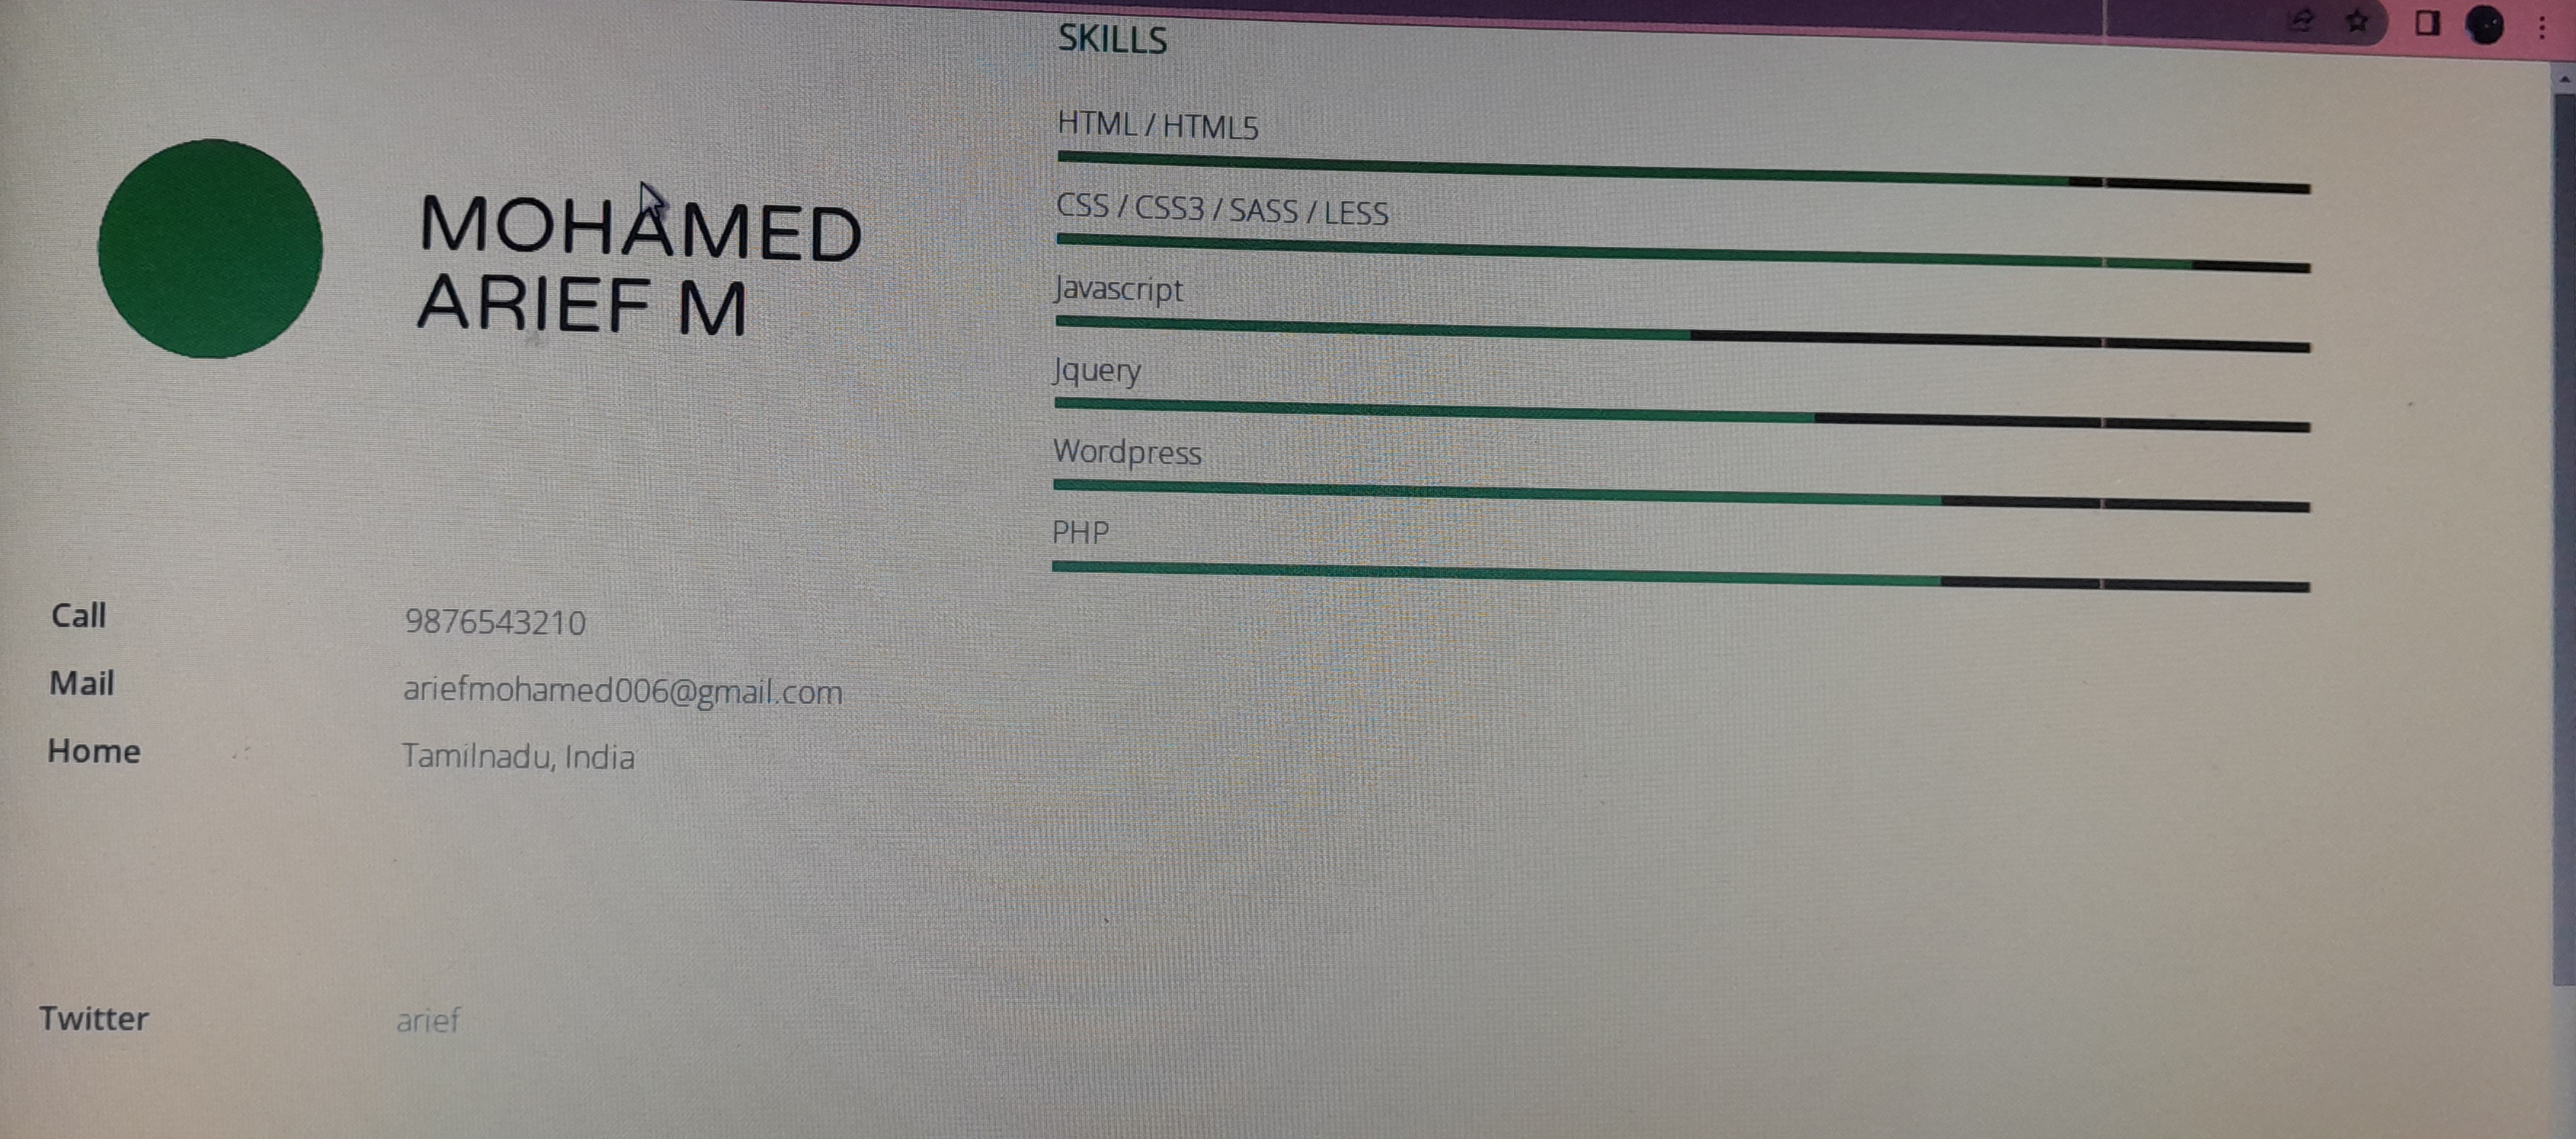 MOHAMED
ARIEF M
Call 9876543210
Mail ariefmohamed006@gmail.com
Home Tamilnadu, India
Twitter arief
SKILLS
HTML / HTML5
CSS / CSS3 / SASS / LESS
Javascript
Jquery
Wordpress
PHP